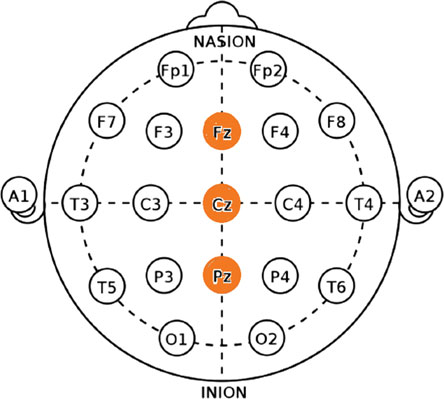 NASION
Fp1 Fp2
F7 F3 Fz F4 F8
A1 T3 C3 Cz C4 T4 A2
T5 P3 Pz P4 T6
O1 O2
INION